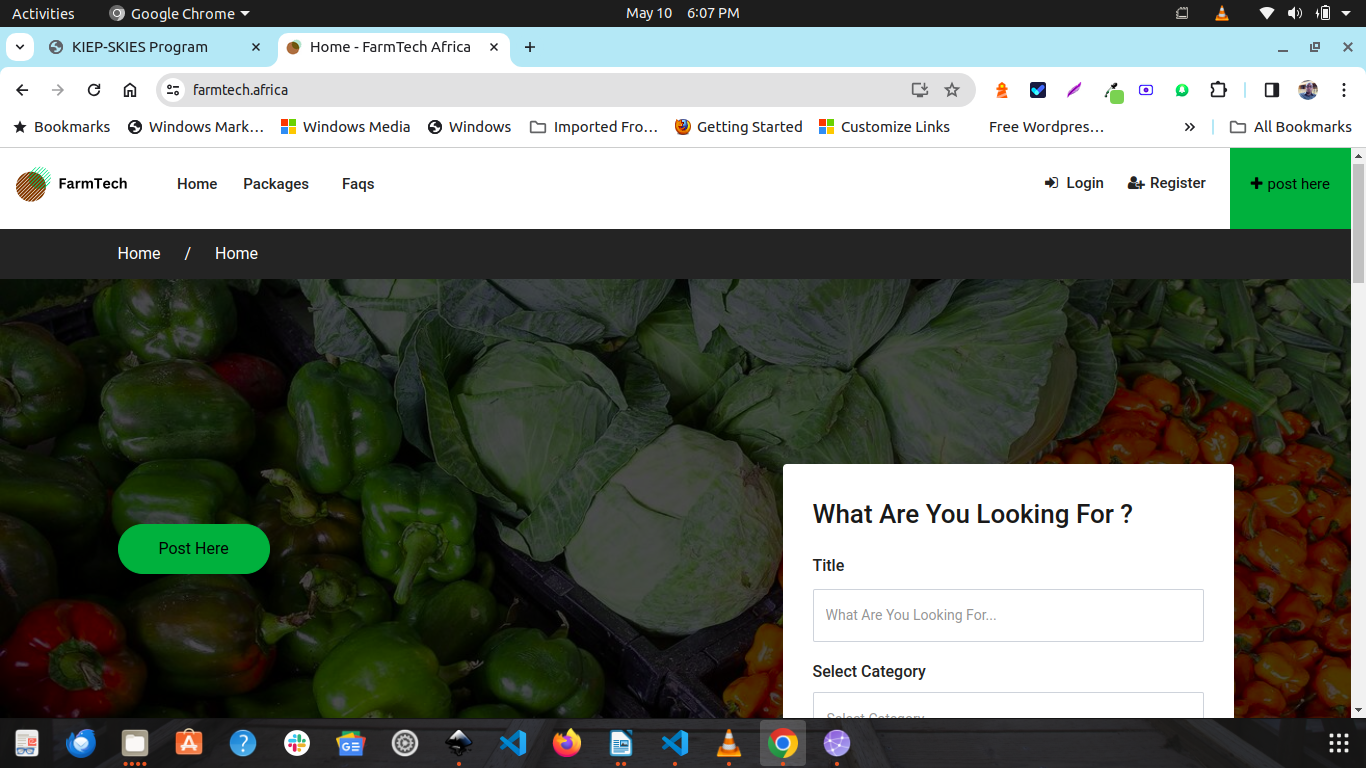 Activities
Google Chrome
May 10 6:07 PM
KIEP-SKIES Program
Home - FarmTech Africa
farmtech.africa
Bookmarks
Windows Mark…
Windows Media
Windows
Imported Fro…
Getting Started
Customize Links
Free Wordpres…
All Bookmarks
FarmTech
Home
Packages
Faqs
Login
Register
post here
Home / Home
Post Here
What Are You Looking For ?
Title
What Are You Looking For...
Select Category
Select Category